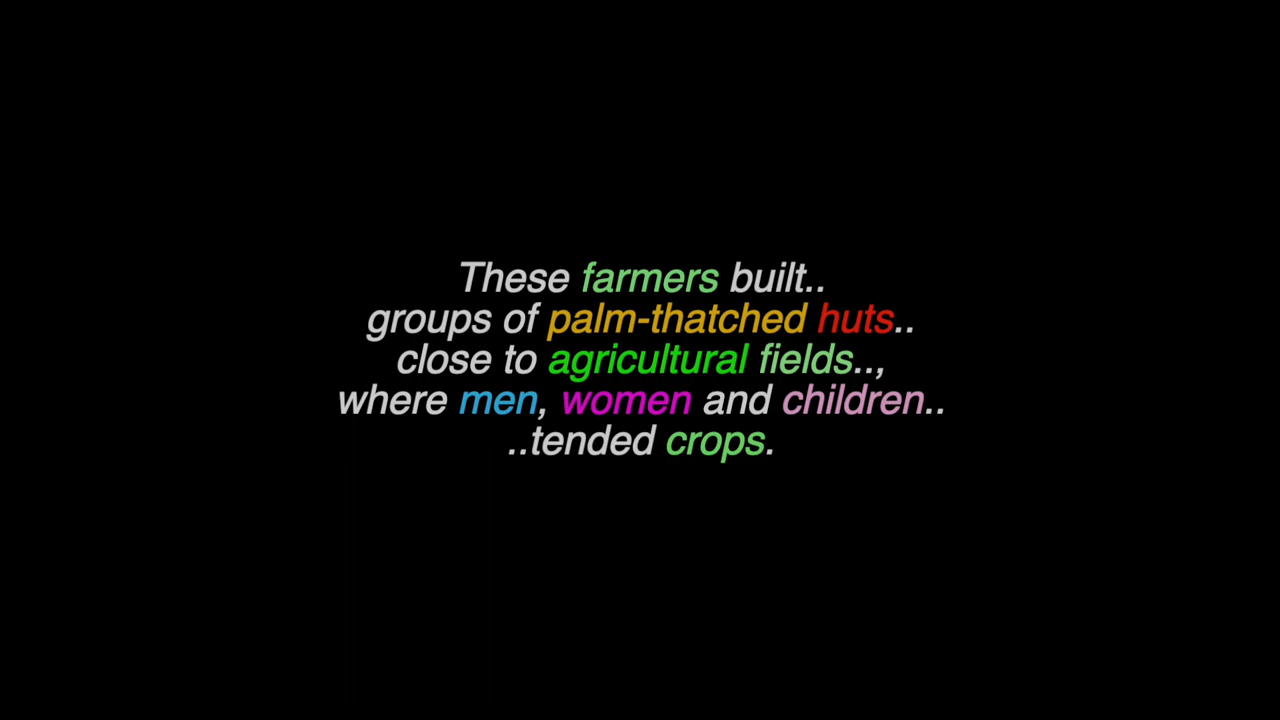 These farmers built..
groups of palm-thatched huts..
close to agricultural fields..,
where men, women and children..
..tended crops.